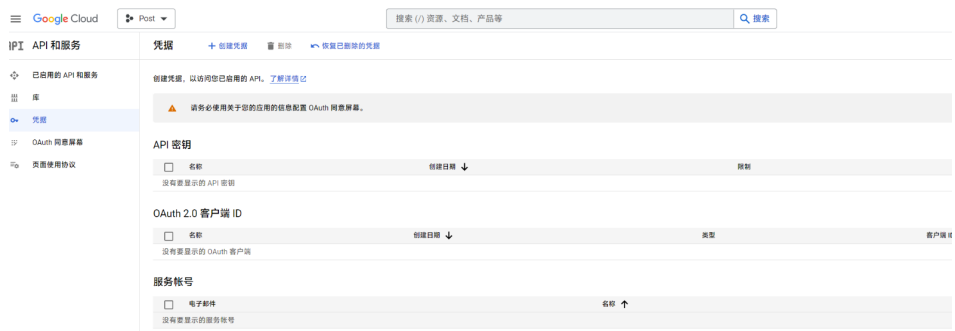 Google Cloud Post 搜索 (/) 资源、文档、产品等 搜索
API API 和服务 凭据 创建凭据 删除 恢复已删除的凭据
已启用的 API 和服务
创建凭据，以访问您已启用的 API。了解详情
库
请务必使用关于您的应用的信息配置 OAuth 同意屏幕。
凭据
OAuth 同意屏幕
API 密钥
页面使用协议
名称 创建日期 限制
没有要显示的 API 密钥
OAuth 2.0 客户端 ID
名称 创建日期 类型 客户端 ID
没有要显示的 OAuth 客户端
服务帐号
电子邮件 名称
没有要显示的服务帐号